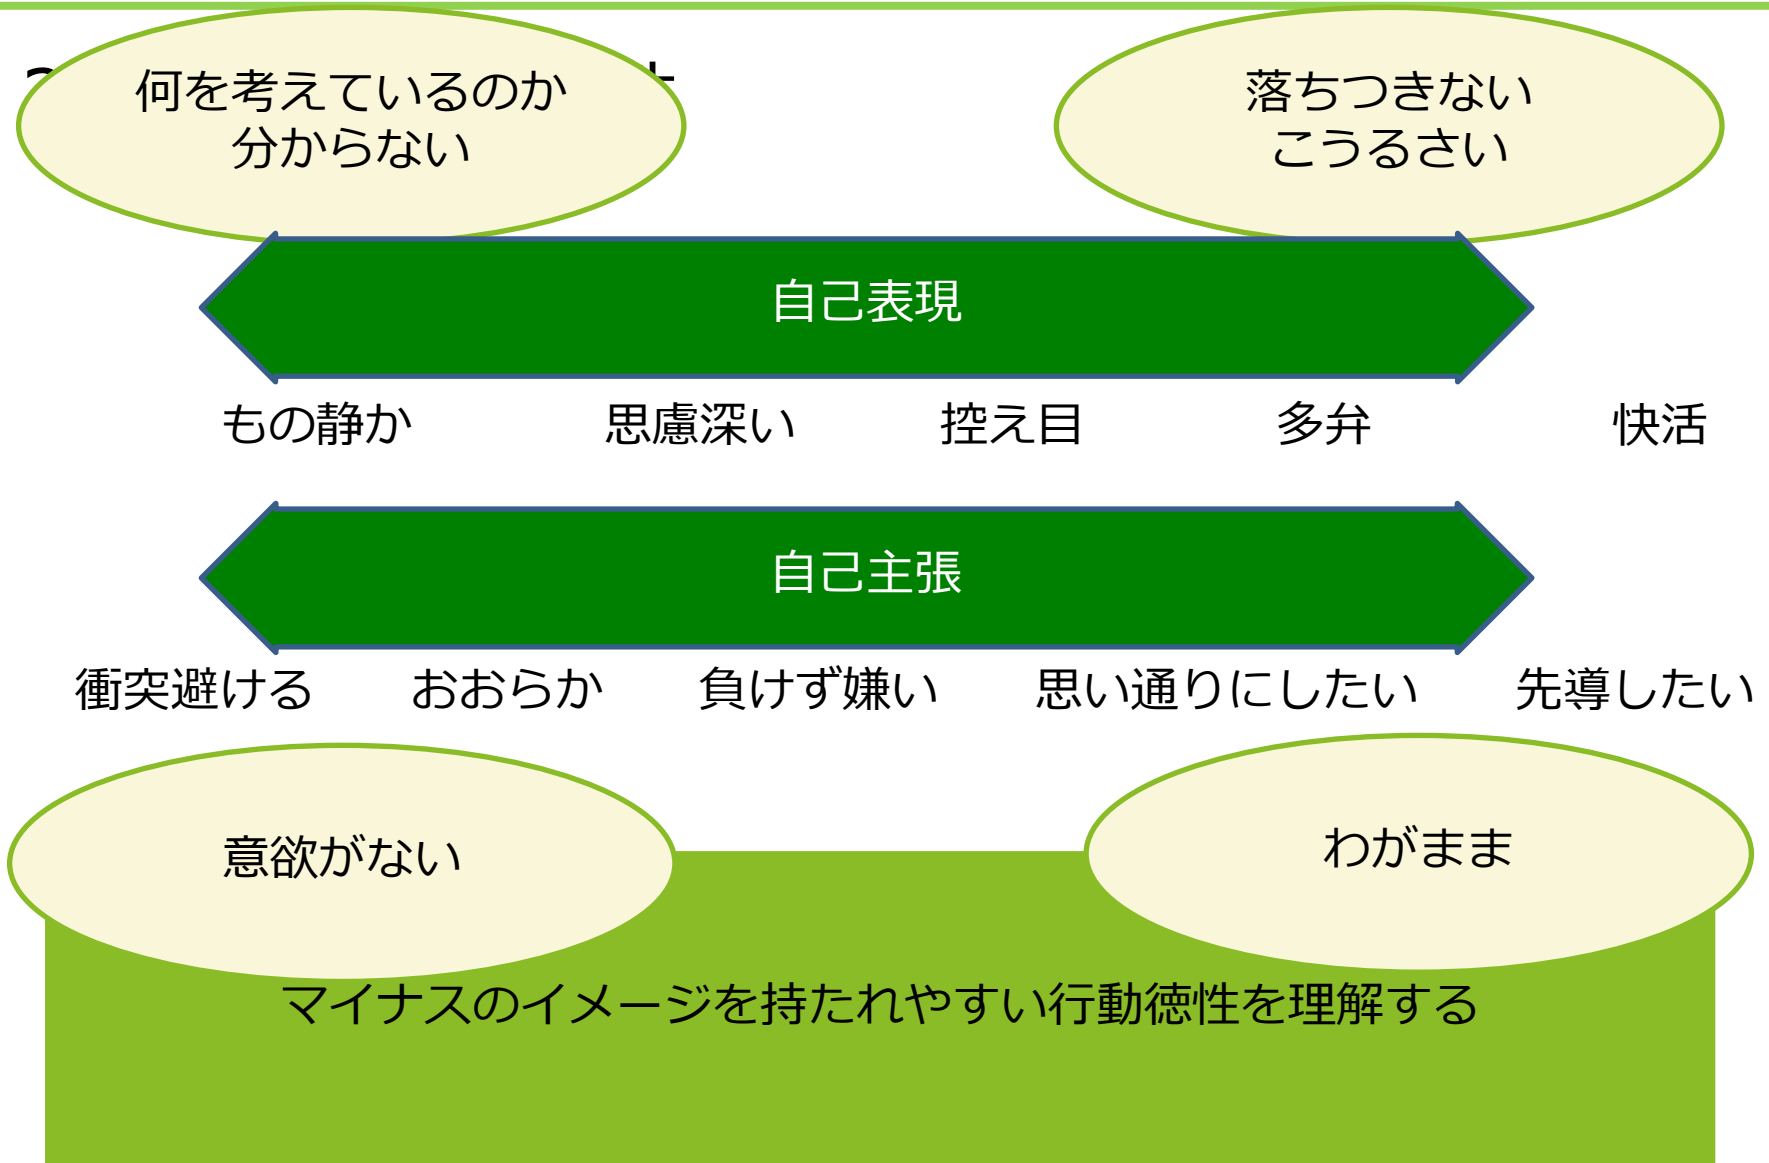 何を考えているのか
分からない
落ちつきない
こうるさい
自己表現
もの静か 思慮深い 控え目 多弁 快活
自己主張
衝突避ける おおらか 負けず嫌い 思い通りにしたい 先導したい
意欲がない
わがまま
マイナスのイメージを持たれやすい行動徳性を理解する